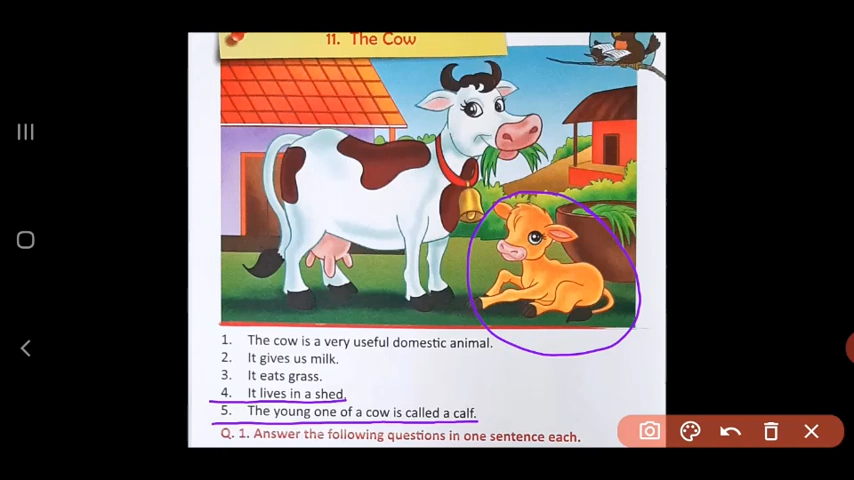 11. The Cow
1. The cow is a very useful domestic animal.
2. It gives us milk.
3. It eats grass.
4. It lives in a shed.
5. The young one of a cow is called a calf.
Q. 1. Answer the following questions in one sentence each.